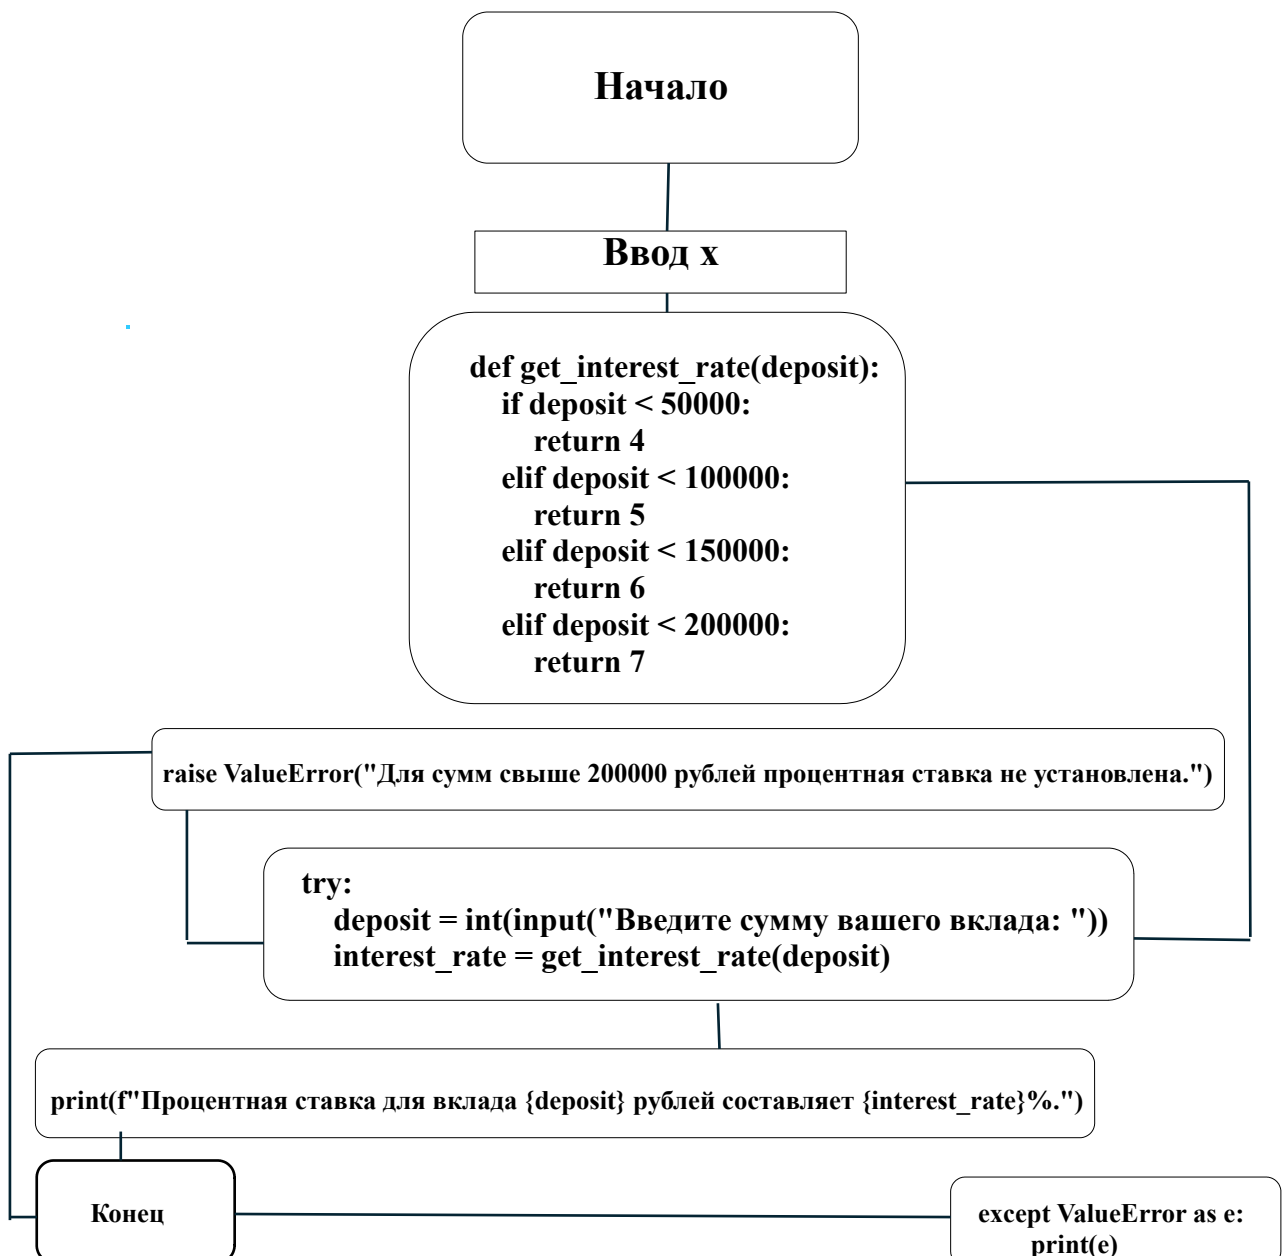 Начало
Ввод x
def get_interest_rate(deposit):
if deposit < 50000:
return 4
elif deposit < 100000:
return 5
elif deposit < 150000:
return 6
elif deposit < 200000:
return 7
raise ValueError("Для сумм свыше 200000 рублей процентная ставка не установлена.")
try:
deposit = int(input("Введите сумму вашего вклада: "))
interest_rate = get_interest_rate(deposit)
print(f"Процентная ставка для вклада {deposit} рублей составляет {interest_rate}%.")
Конец
except ValueError as e:
print(e)